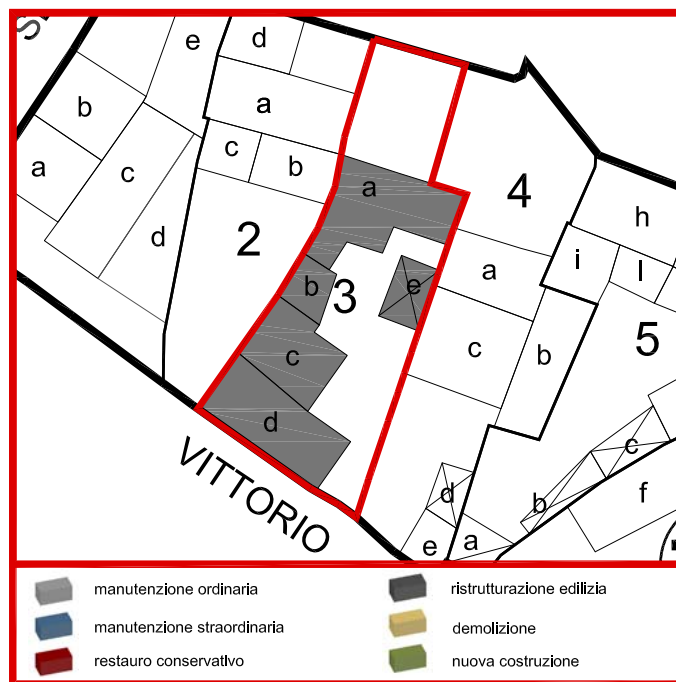 e
d
b
a
a
c
c
b
a
4
h
d
2
i
l
a
b
e
3
a
5
c
c
b
d
VITTORIO
c
d
b
f
e
a
manutenzione ordinaria
ristrutturazione edilizia
manutenzione straordinaria
demolizione
restauro conservativo
nuova costruzione